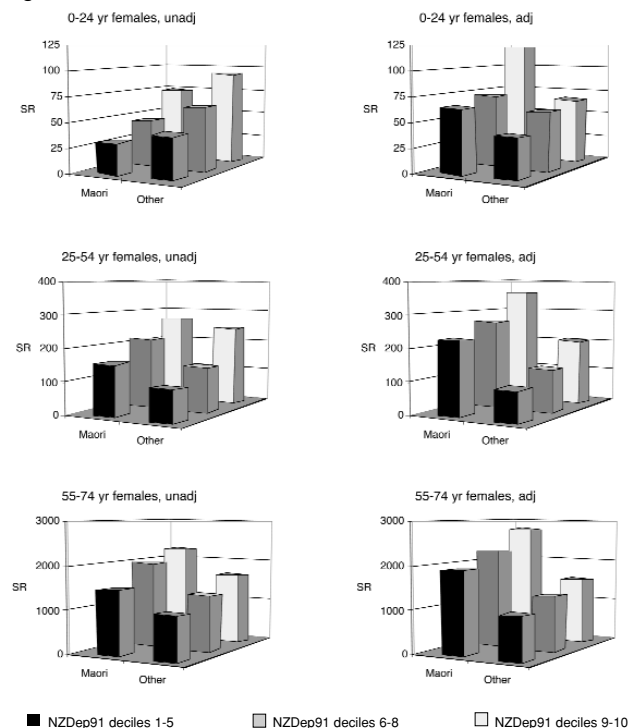 0-24 yr females, unadj
125
100
75
SR
50
25
0
Maori
Other
0-24 yr females, adj
125
100
75
SR
50
25
0
Maori
Other
25-54 yr females, unadj
400
300
SR
200
100
0
Maori
Other
25-54 yr females, adj
400
300
SR
200
100
0
Maori
Other
55-74 yr females, unadj
3000
2000
SR
1000
0
Maori
Other
55-74 yr females, adj
3000
2000
SR
1000
0
Maori
Other
NZDep91 deciles 1-5 NZDep91 deciles 6-8 NZDep91 deciles 9-10